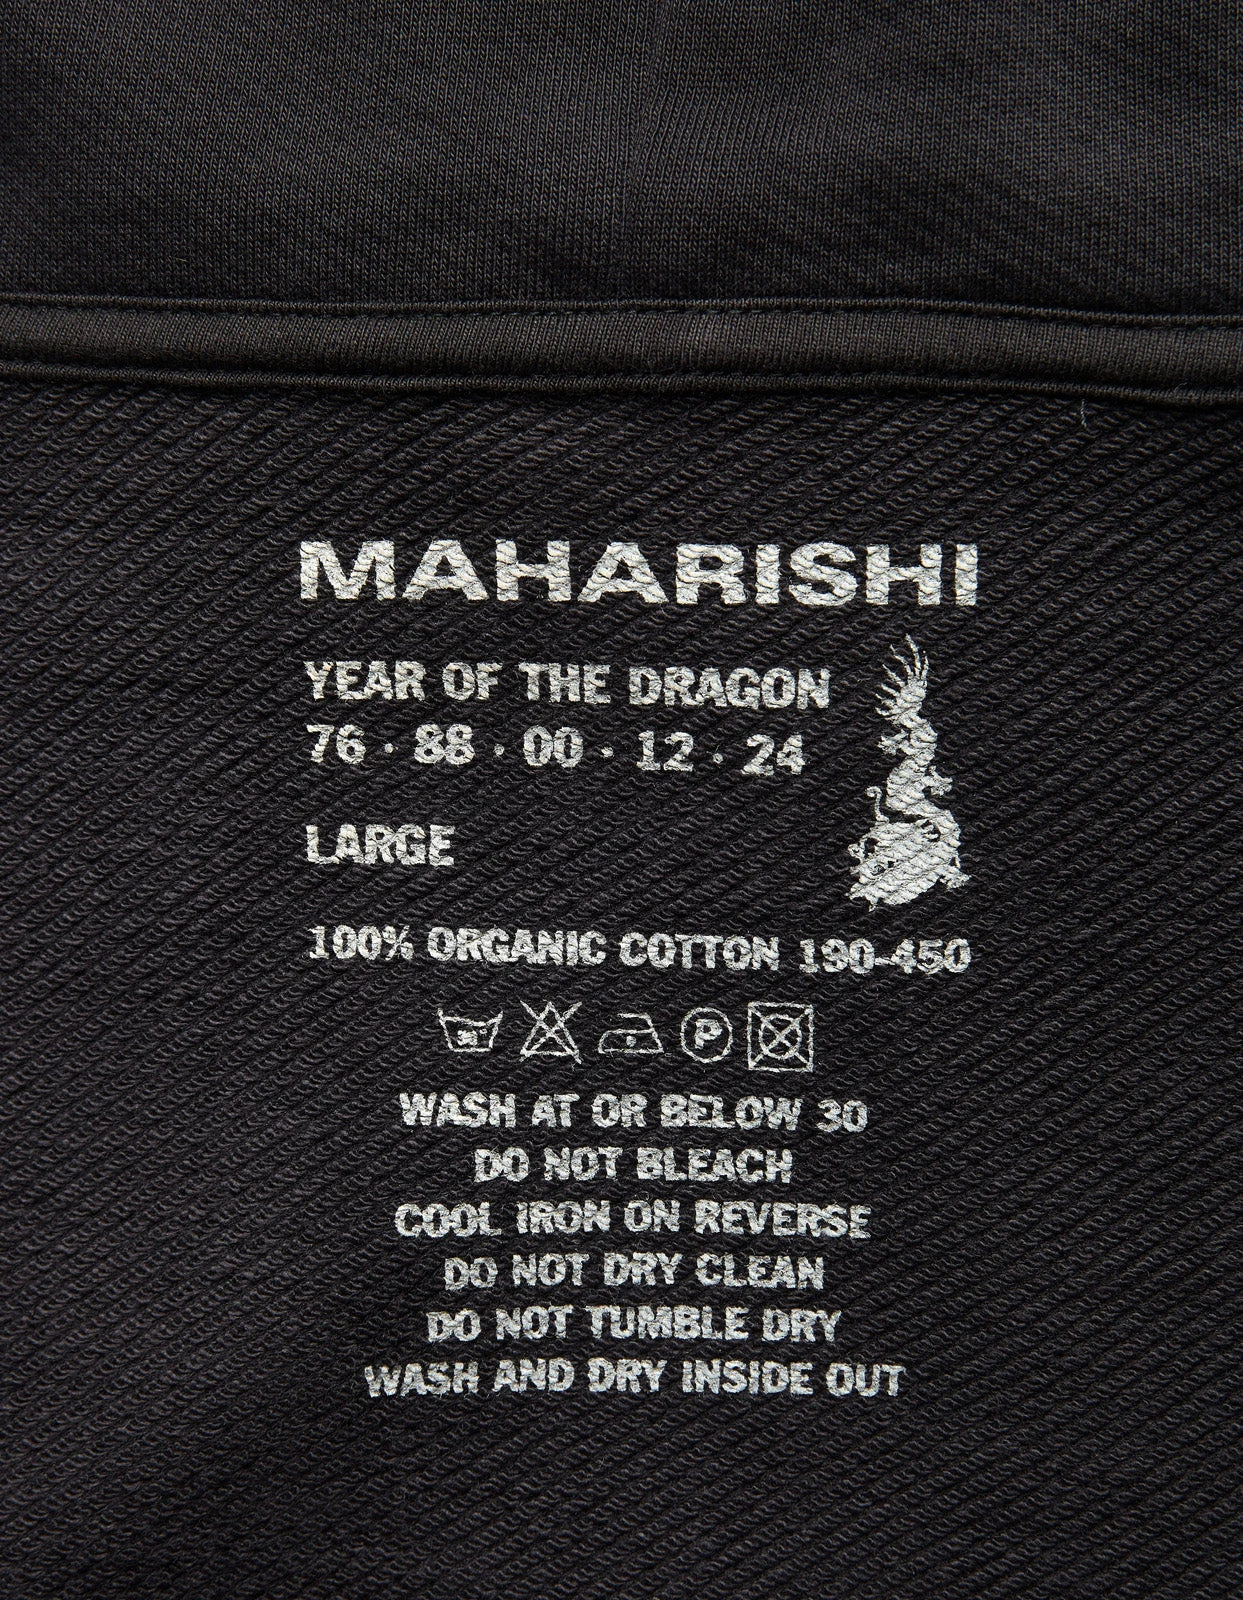 MAHARISHI
YEAR OF THE DRAGON
76 · 88 · 00 · 12 · 24
LARGE
100% ORGANIC COTTON 190-450
P
WASH AT OR BELOW 30
DO NOT BLEACH
COOL IRON ON REVERSE
DO NOT DRY CLEAN
DO NOT TUMBLE DRY
WASH AND DRY INSIDE OUT